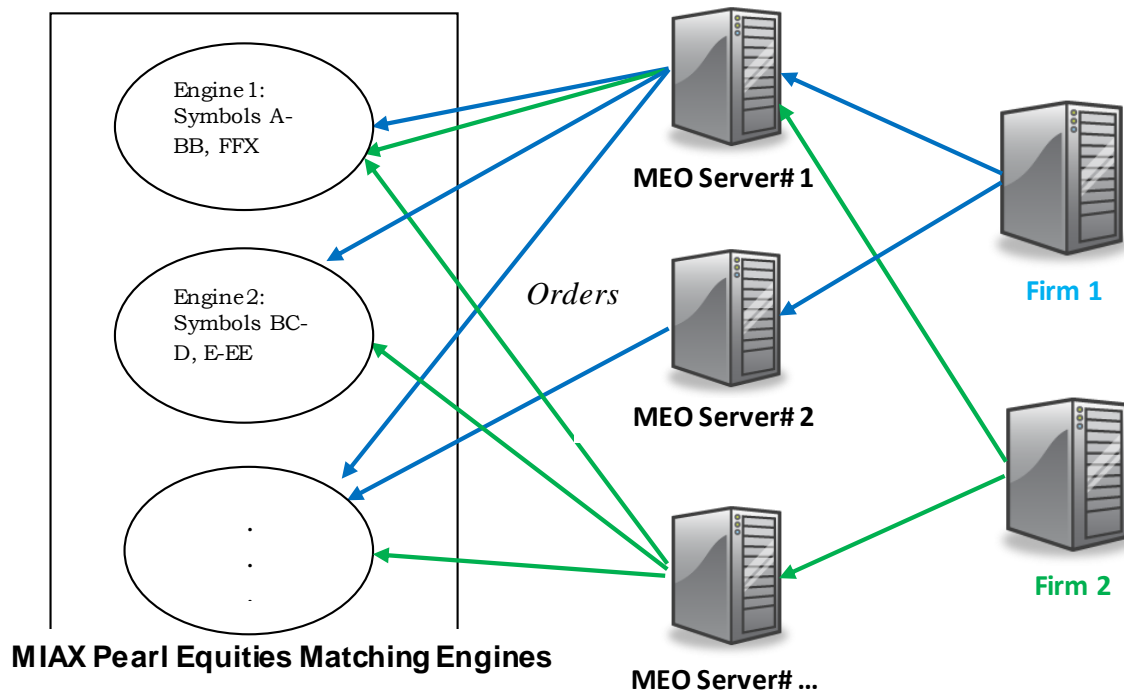 Engine 1:
Symbols A-
BB, FFX
MEO Server# 1
Firm 1
Engine 2:
Symbols BC-
D, E-EE
Orders
MEO Server# 2
.
.
.
Firm 2
MIAX Pearl Equities Matching Engines
MEO Server# ...